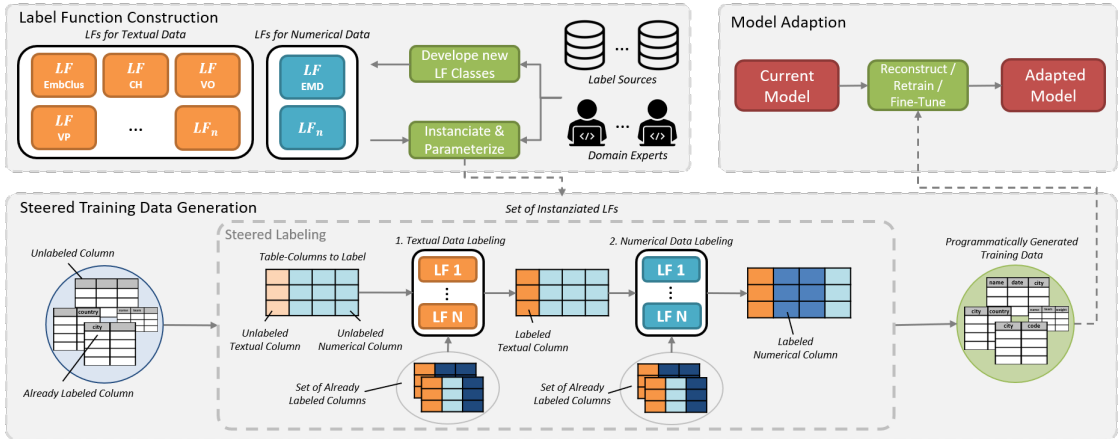 Label Function Construction
LFs for Textual Data
LF
EmbClus
LF
CH
LF
VO
LF
VP
...
LFn
LFs for Numerical Data
LF
EMD
LFn
Develope new
LF Classes
Instanciate &
Parameterize
...
Label Sources
</>
...
</>
Domain Experts
Model Adaption
Current
Model
Reconstruct /
Retrain /
Fine-Tune
Adapted
Model
Steered Training Data Generation
Set of Instanziated LFs
Unlabeled Column
country
city
Already Labeled Column
Steered Labeling
Table-Columns to Label
Unlabeled
Textual Column
Unlabeled
Numerical Column
1. Textual Data Labeling
LF 1
LF N
Set of Already
Labeled Columns
Labeled
Textual Column
2. Numerical Data Labeling
LF 1
LF N
Set of Already
Labeled Columns
Labeled
Numerical Column
Programmatically Generated
Training Data
name date city
city country
city code